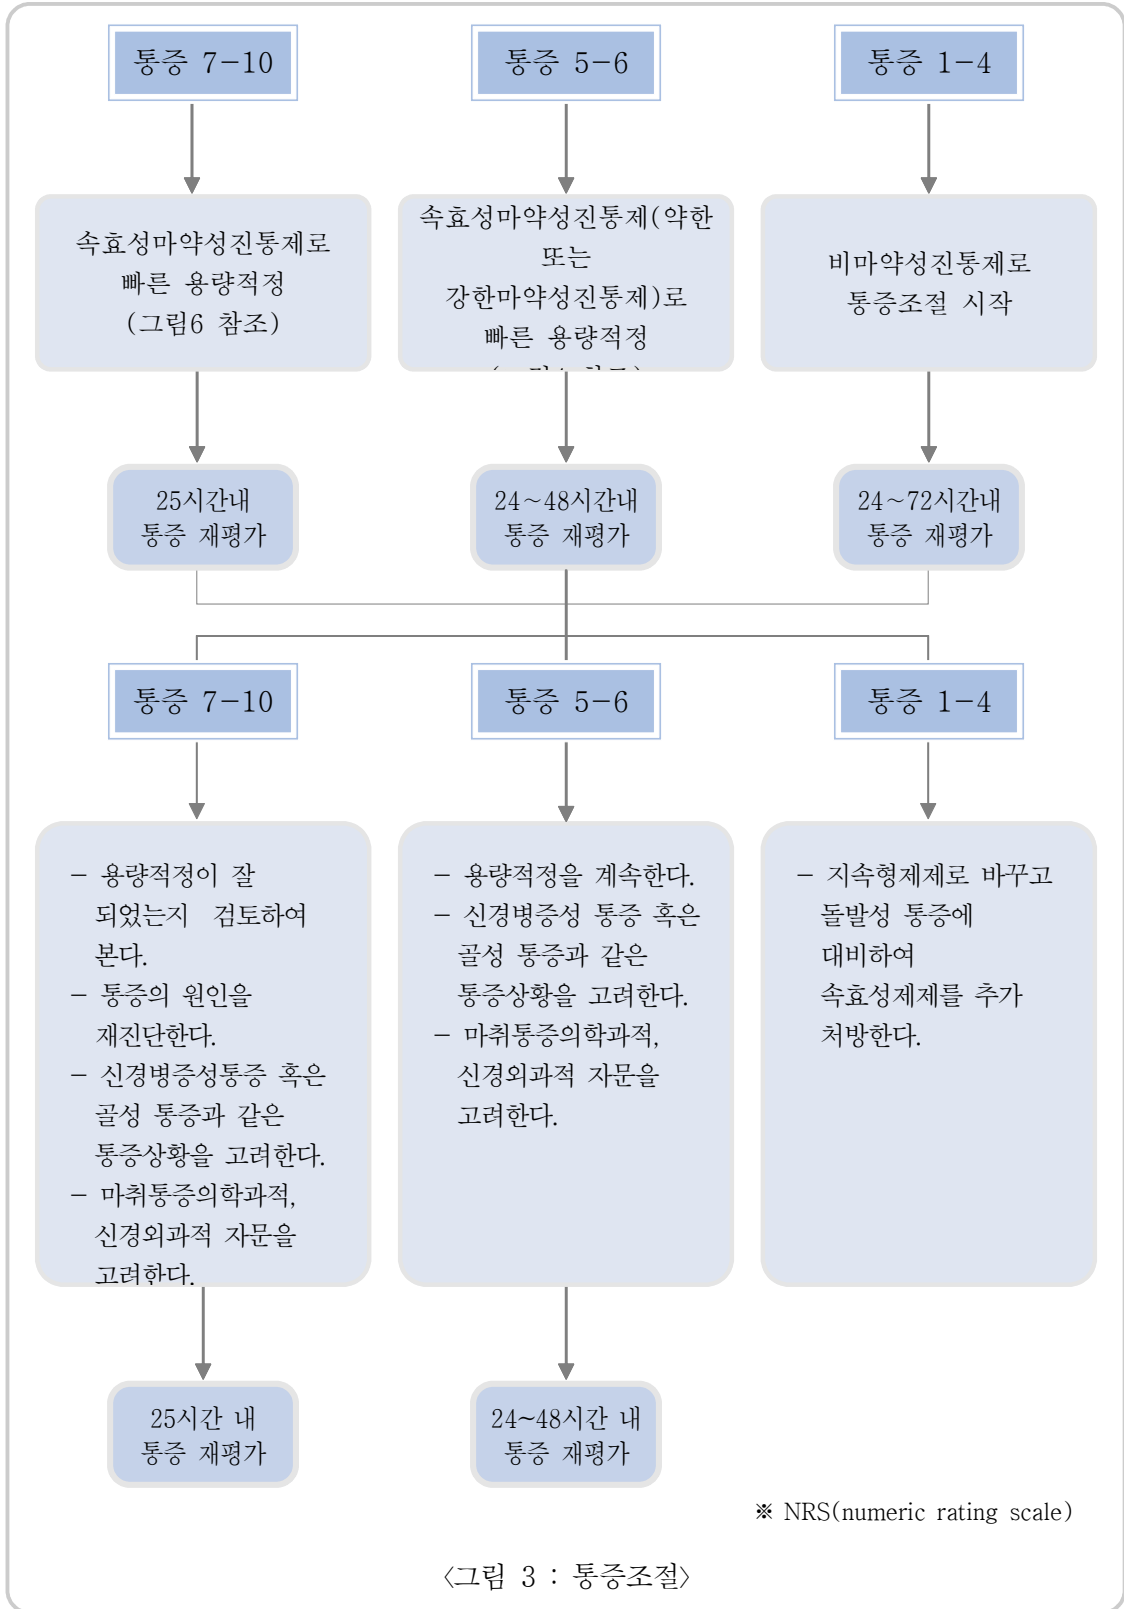 통증 7-10
통증 5-6
통증 1-4
속효성마약성진통제로
빠른 용량적정
(그림6 참조)
속효성마약성진통제(약한
또는
강한마약성진통제)로
빠른 용량적정
비마약성진통제로
통증조절 시작
25시간내
통증 재평가
24~48시간내
통증 재평가
24~72시간내
통증 재평가
통증 7-10
통증 5-6
통증 1-4
- 용량적정이 잘
되었는지 검토하여
본다.
- 통증의 원인을
재진단한다.
- 신경병증성통증 혹은
골성 통증과 같은
통증상황을 고려한다.
- 마취통증의학과적,
신경외과적 자문을
고려한다.
- 용량적정을 계속한다.
- 신경병증성 통증 혹은
골성 통증과 같은
통증상황을 고려한다.
- 마취통증의학과적,
신경외과적 자문을
고려한다.
- 지속형제제로 바꾸고
돌발성 통증에
대비하여
속효성제제를 추가
처방한다.
25시간 내
통증 재평가
24~48시간 내
통증 재평가
※ NRS(numeric rating scale)
〈그림 3 : 통증조절〉